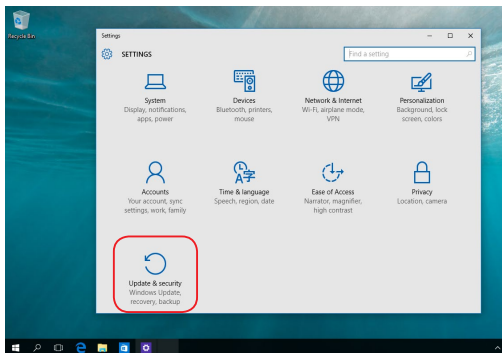 Recycle Bin
Settings
SETTINGS
Find a setting
System
Display, notifications,
apps, power
Devices
Bluetooth, printers,
mouse
Network & Internet
Wi-Fi, airplane mode,
VPN
Personalization
Background, lock
screen, colors
Accounts
Your account, sync
settings, work, family
Time & language
Speech, region, date
Ease of Access
Narrator, magnifier,
high contrast
Privacy
Location, camera
Update & security
Windows Update,
recovery, backup